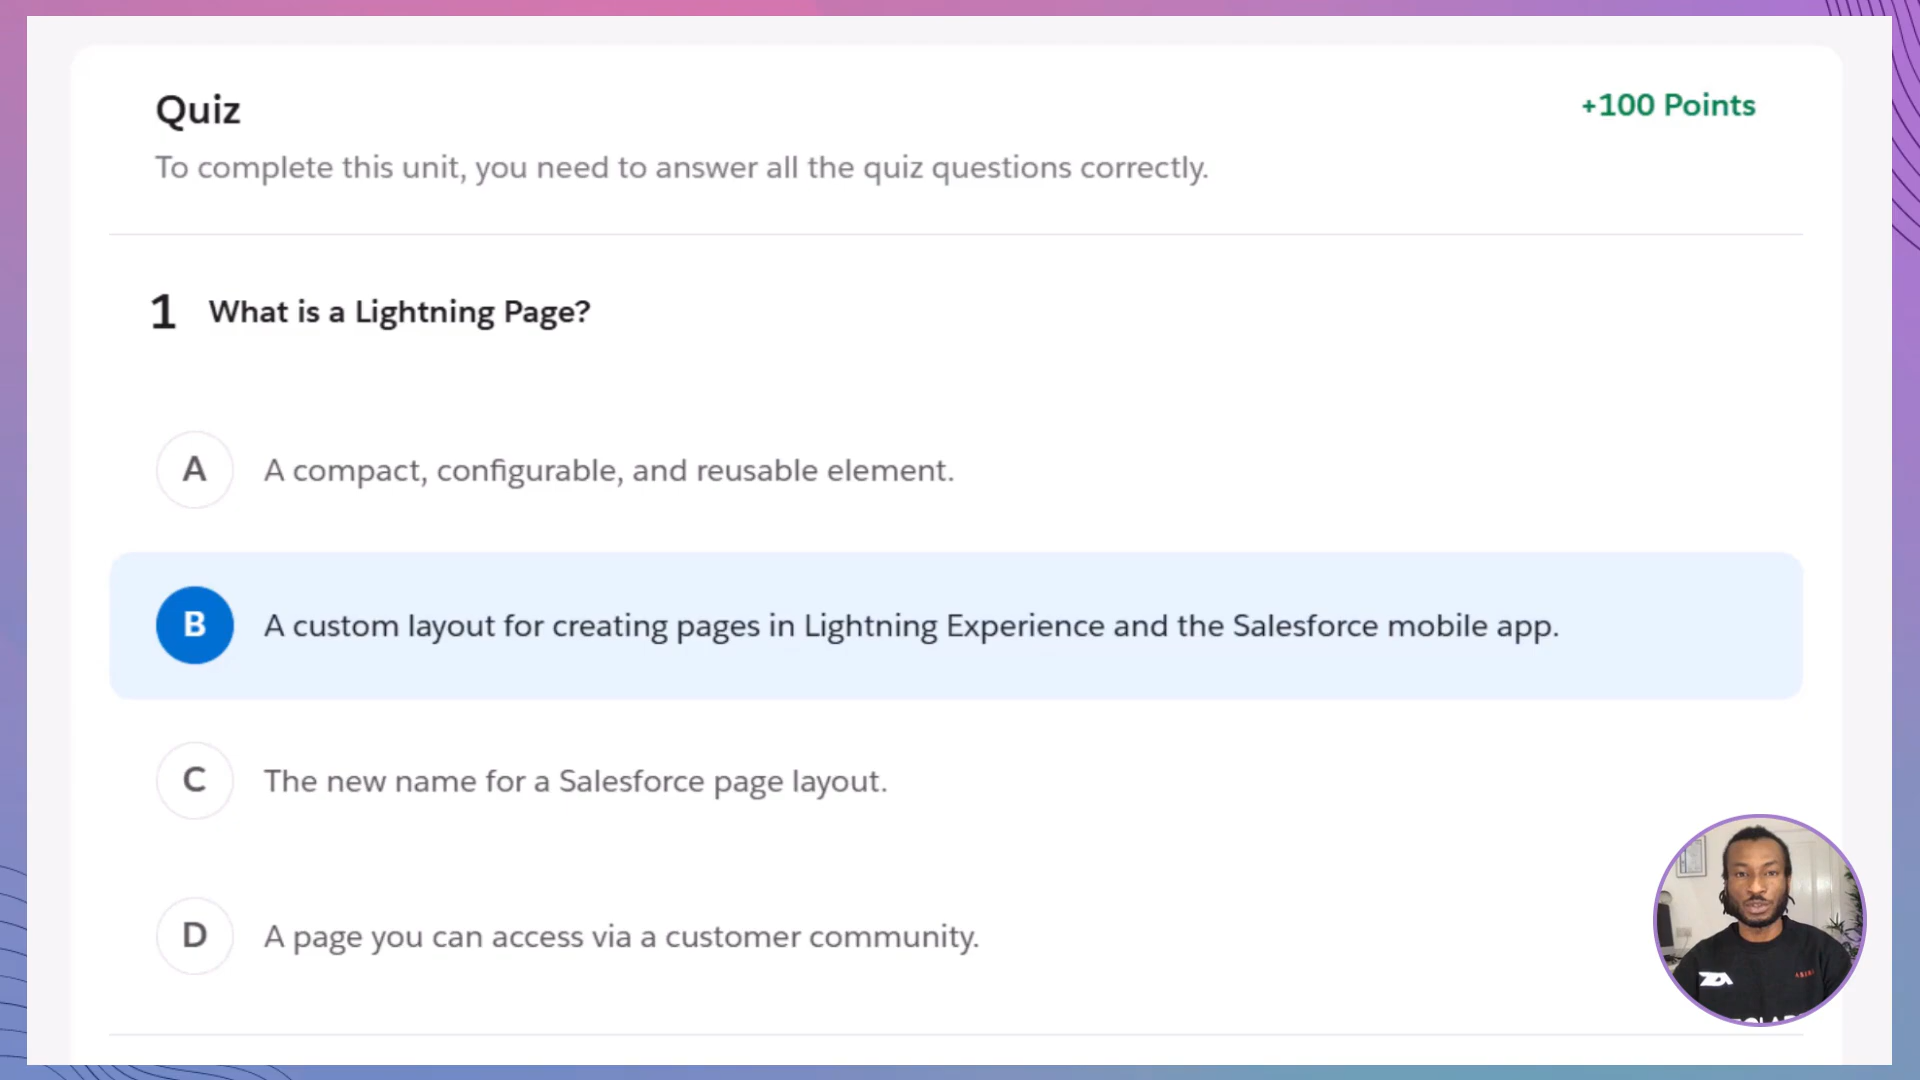 Quiz
+100 Points
To complete this unit, you need to answer all the quiz questions correctly.
1 What is a Lightning Page?
A A compact, configurable, and reusable element.
B A custom layout for creating pages in Lightning Experience and the Salesforce mobile app.
C The new name for a Salesforce page layout.
D A page you can access via a customer community.